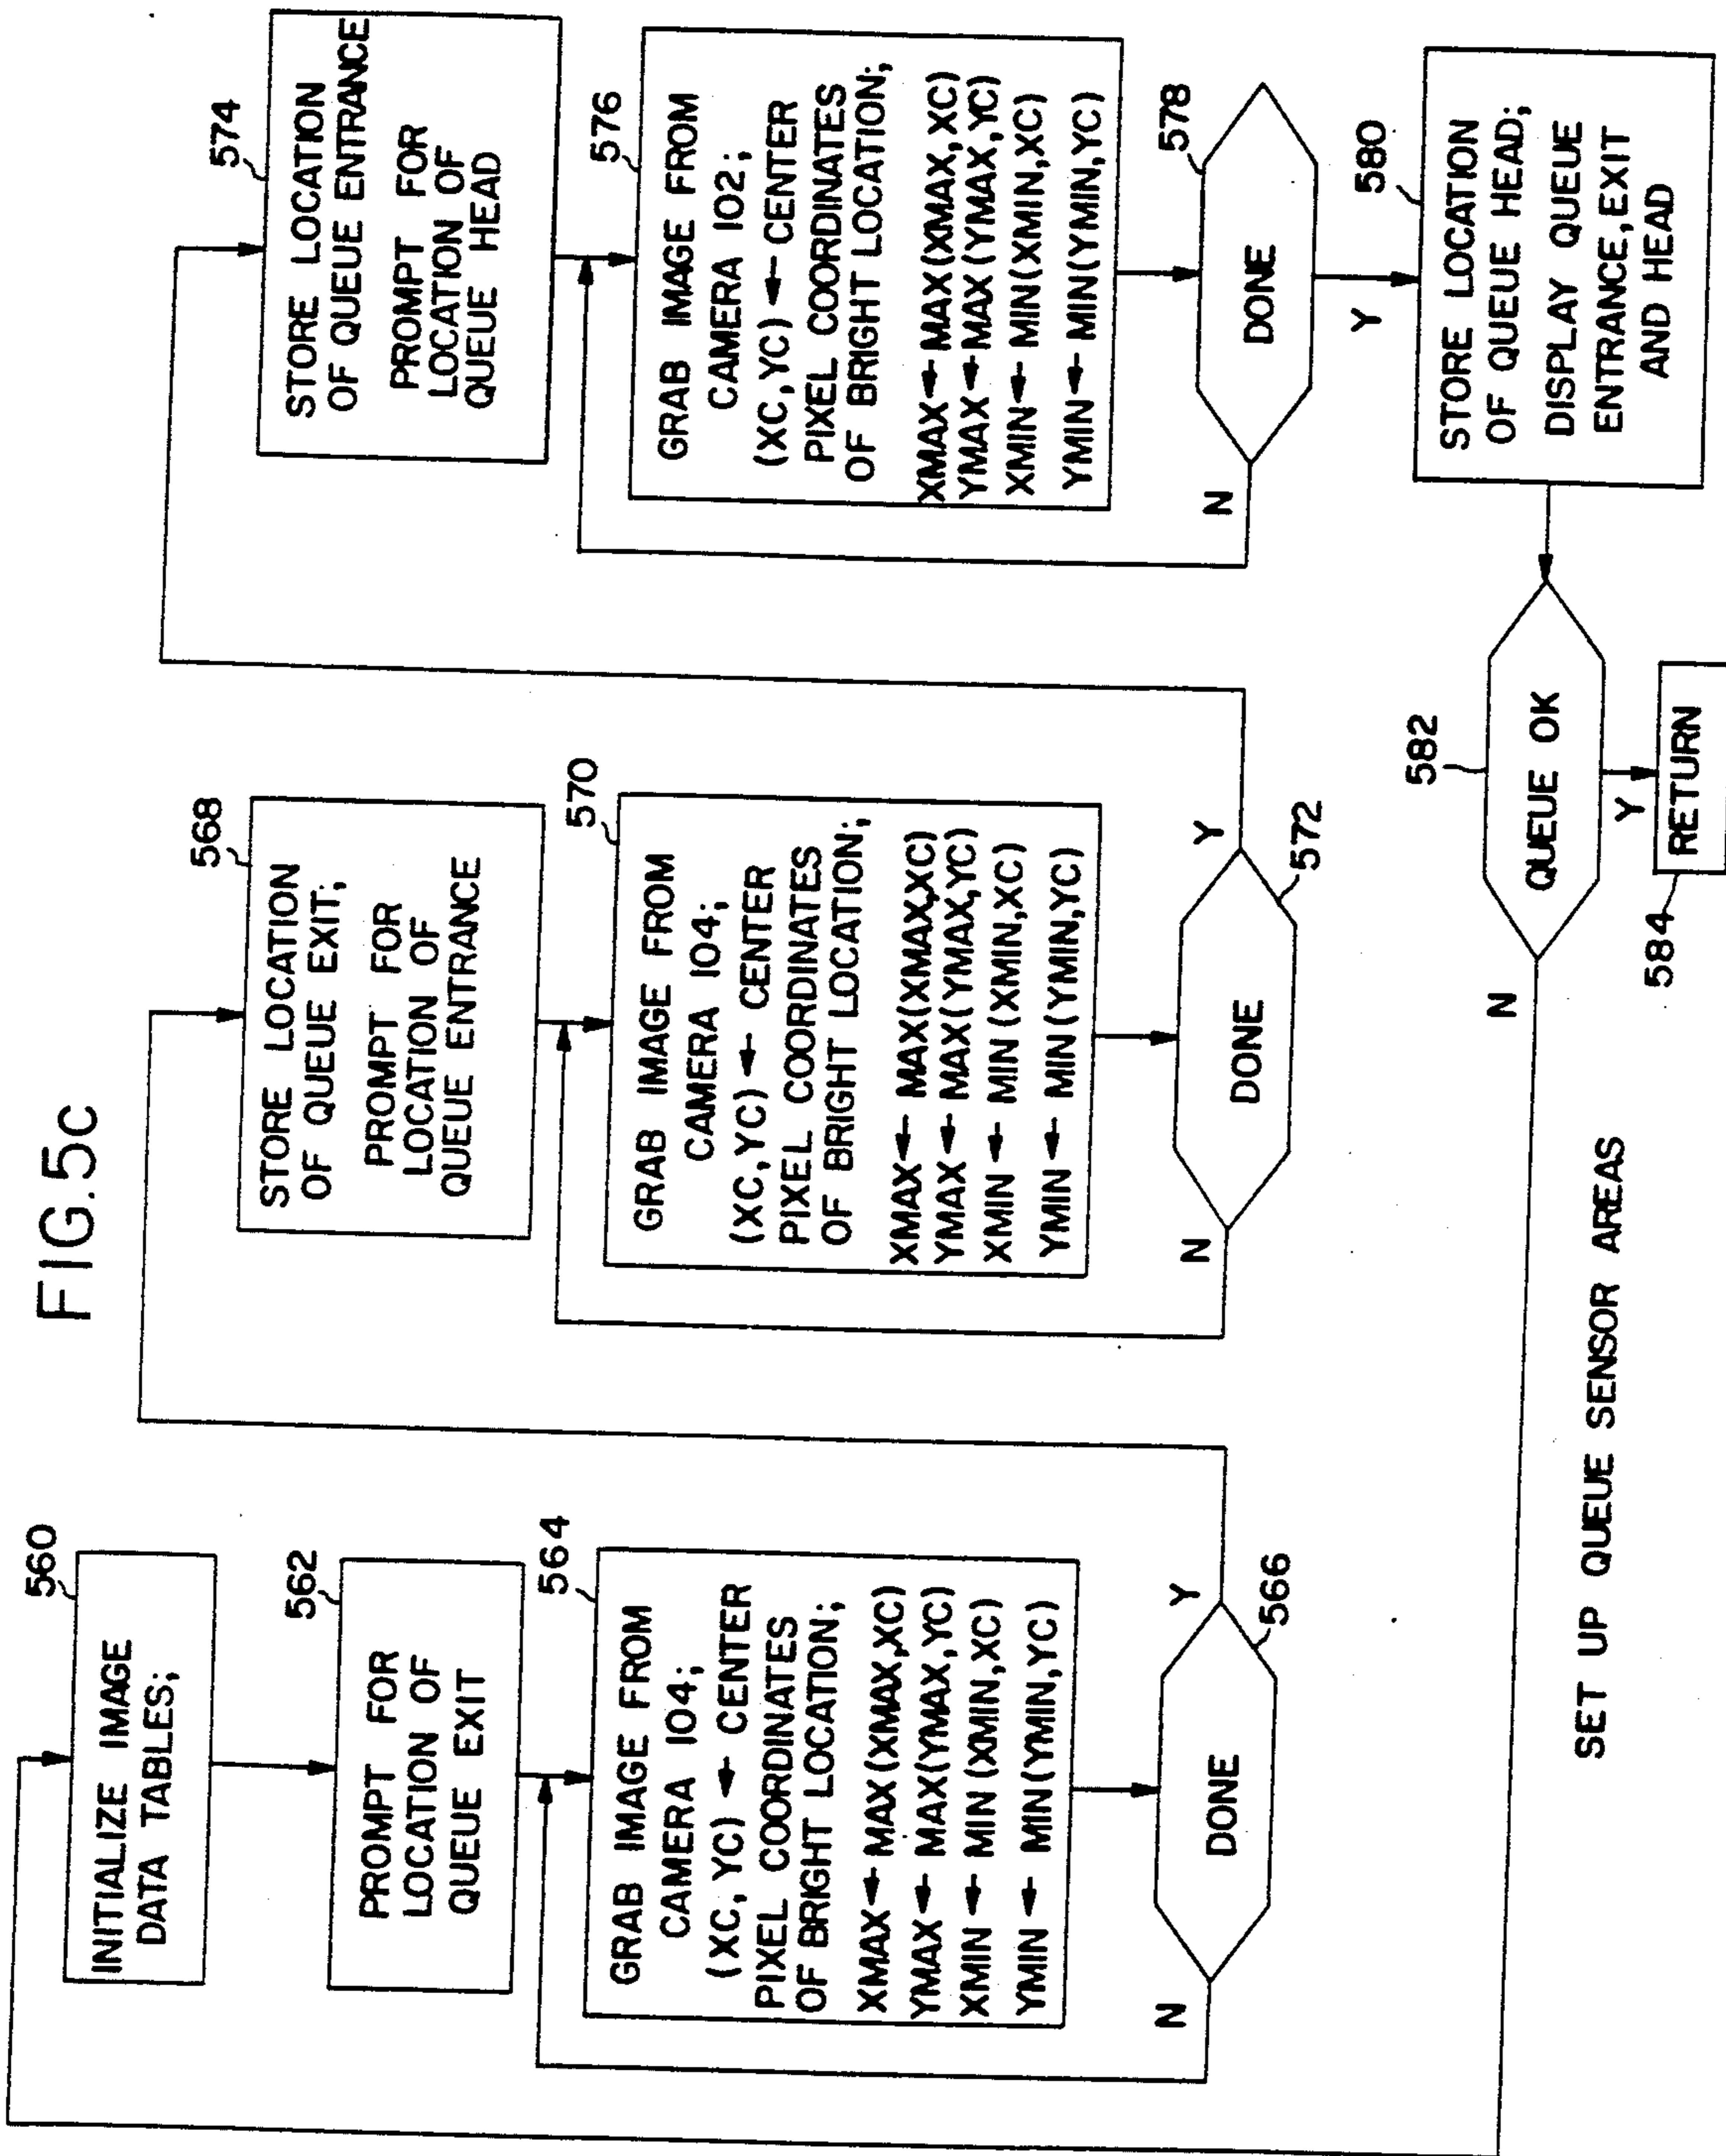 FIG.5c
560
INITIALIZE IMAGE
DATA TABLES;
562
PROMPT FOR
LOCATION OF
QUEUE EXIT
564
GRAB IMAGE FROM
CAMERA 104;
(XC,YC) ← CENTER
PIXEL COORDINATES
OF BRIGHT LOCATION;
XMAX ← MAX(XMAX,XC)
YMAX ← MAX(YMAX,YC)
XMIN ← MIN(XMIN,XC)
YMIN ← MIN(YMIN,YC)
DONE
566
Y
N
568
STORE LOCATION
OF QUEUE EXIT;
PROMPT FOR
LOCATION OF
QUEUE ENTRANCE
570
GRAB IMAGE FROM
CAMERA 104;
(XC,YC) ← CENTER
PIXEL COORDINATES
OF BRIGHT LOCATION;
XMAX ← MAX(XMAX,XC)
YMAX ← MAX(YMAX,YC)
XMIN ← MIN(XMIN,XC)
YMIN ← MIN(YMIN,YC)
DONE
572
Y
N
574
STORE LOCATION
OF QUEUE ENTRANCE
PROMPT FOR
LOCATION OF
QUEUE HEAD
576
GRAB IMAGE FROM
CAMERA 102;
(XC,YC) ← CENTER
PIXEL COORDINATES
OF BRIGHT LOCATION;
XMAX ← MAX(XMAX,XC)
YMAX ← MAX(YMAX,YC)
XMIN ← MIN(XMIN,XC)
YMIN ← MIN(YMIN,YC)
578
DONE
N
Y
580
STORE LOCATION
OF QUEUE HEAD;
DISPLAY QUEUE
ENTRANCE,EXIT
AND HEAD
582
QUEUE OK
N
Y
584
RETURN
SET UP QUEUE SENSOR AREAS